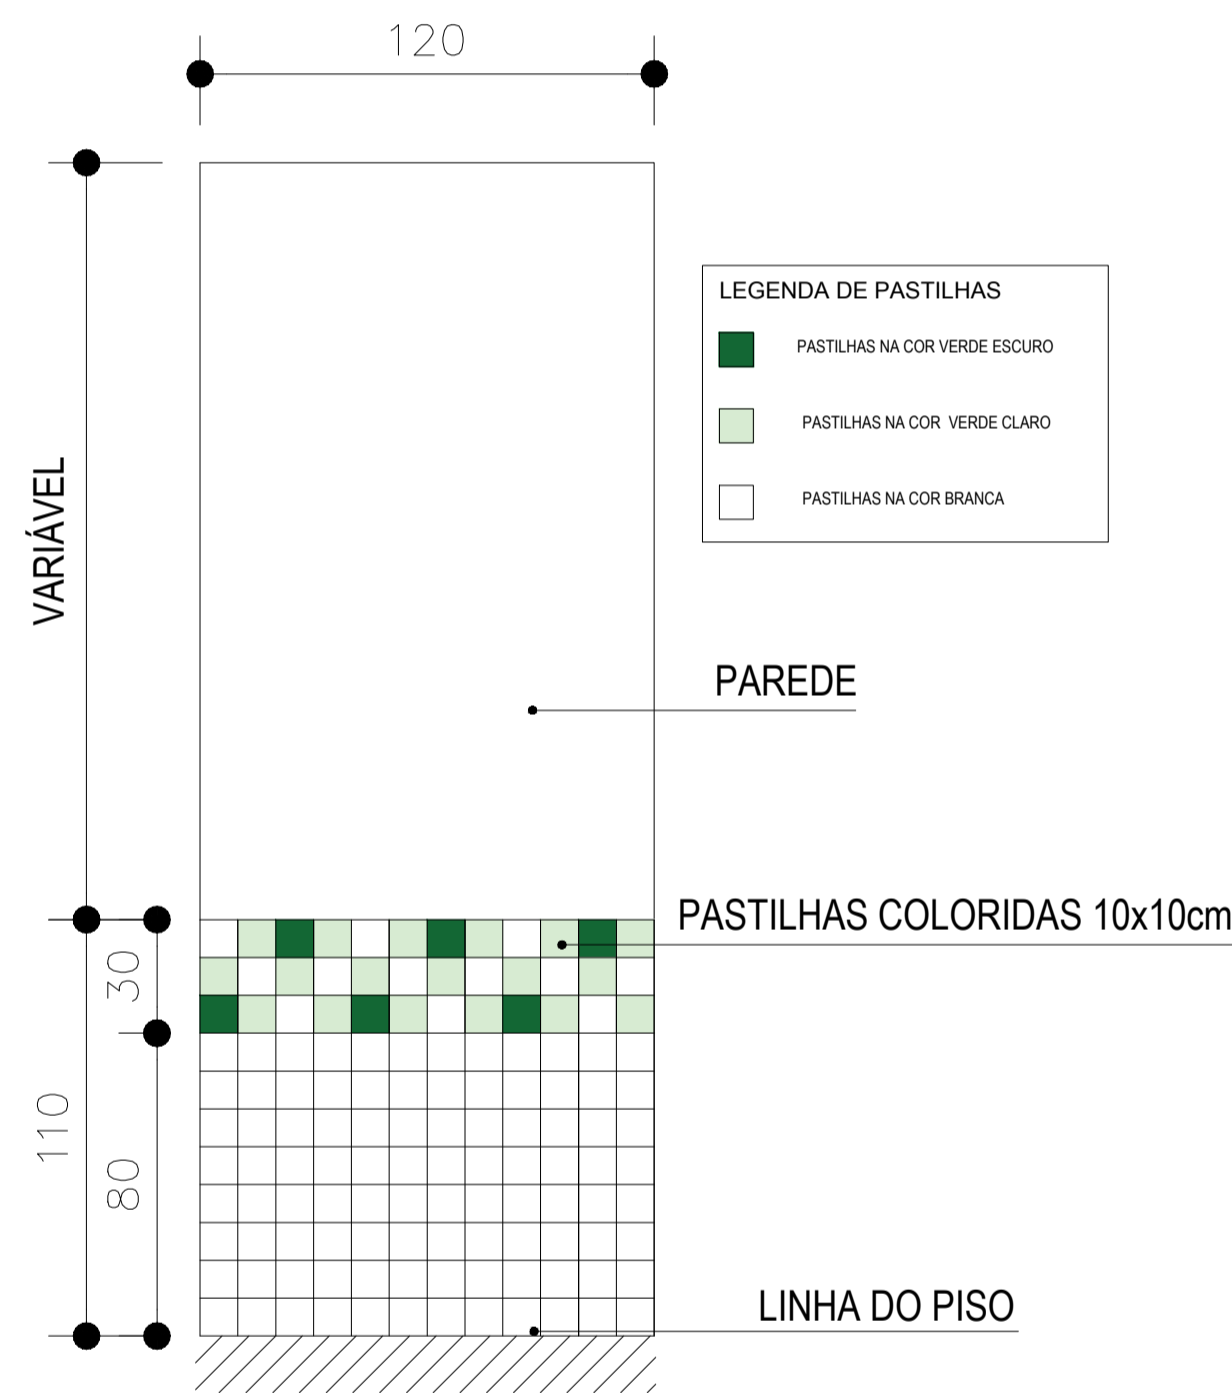 120
LEGENDA DE PASTILHAS
PASTILHAS NA COR VERDE ESCURO
PASTILHAS NA COR VERDE CLARO
PASTILHAS NA COR BRANCA
VARIÁVEL
PAREDE
PASTILHAS COLORIDAS 10x10cm
30
110
80
LINHA DO PISO